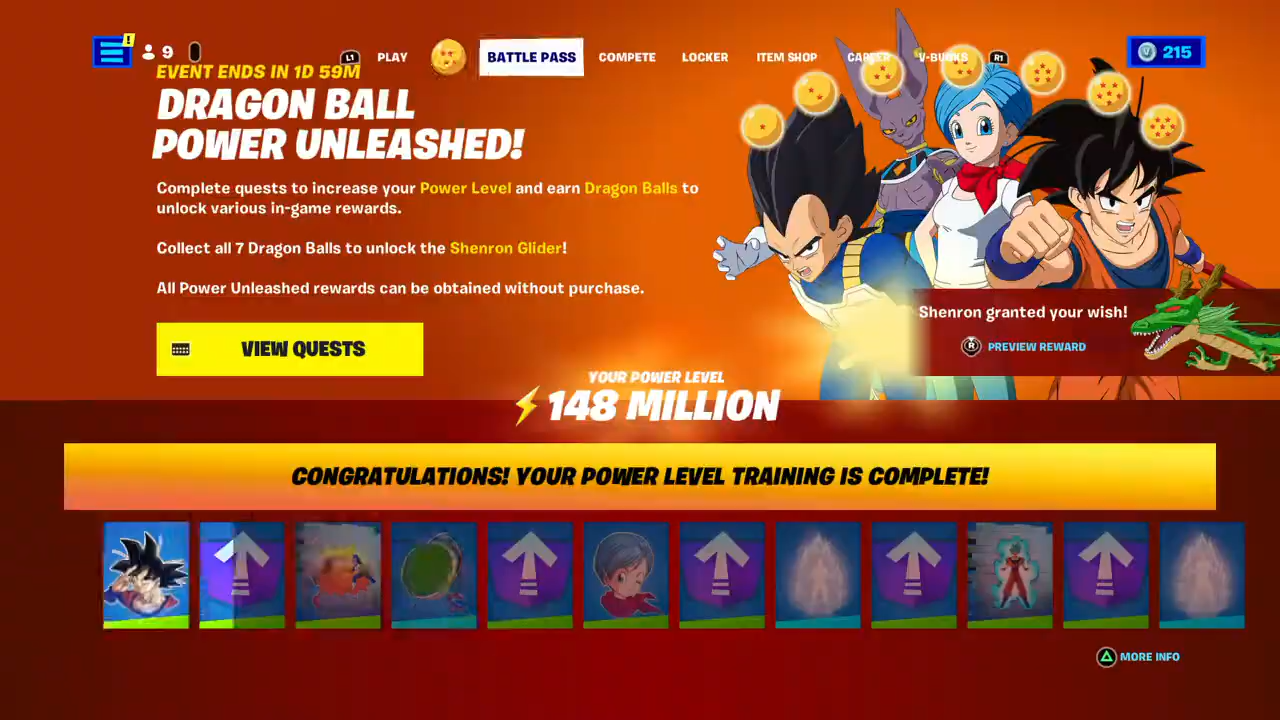 !
9
L1
PLAY
BATTLE PASS
COMPETE
LOCKER
ITEM SHOP
CAREER
V-BUCKS
R1
V
215
EVENT ENDS IN 1D 59M
DRAGON BALL
POWER UNLEASHED!
Complete quests to increase your Power Level and earn Dragon Balls to
unlock various in-game rewards.
Collect all 7 Dragon Balls to unlock the Shenron Glider!
All Power Unleashed rewards can be obtained without purchase.
VIEW QUESTS
Shenron granted your wish!
R PREVIEW REWARD
YOUR POWER LEVEL
148 MILLION
CONGRATULATIONS! YOUR POWER LEVEL TRAINING IS COMPLETE!
MORE INFO